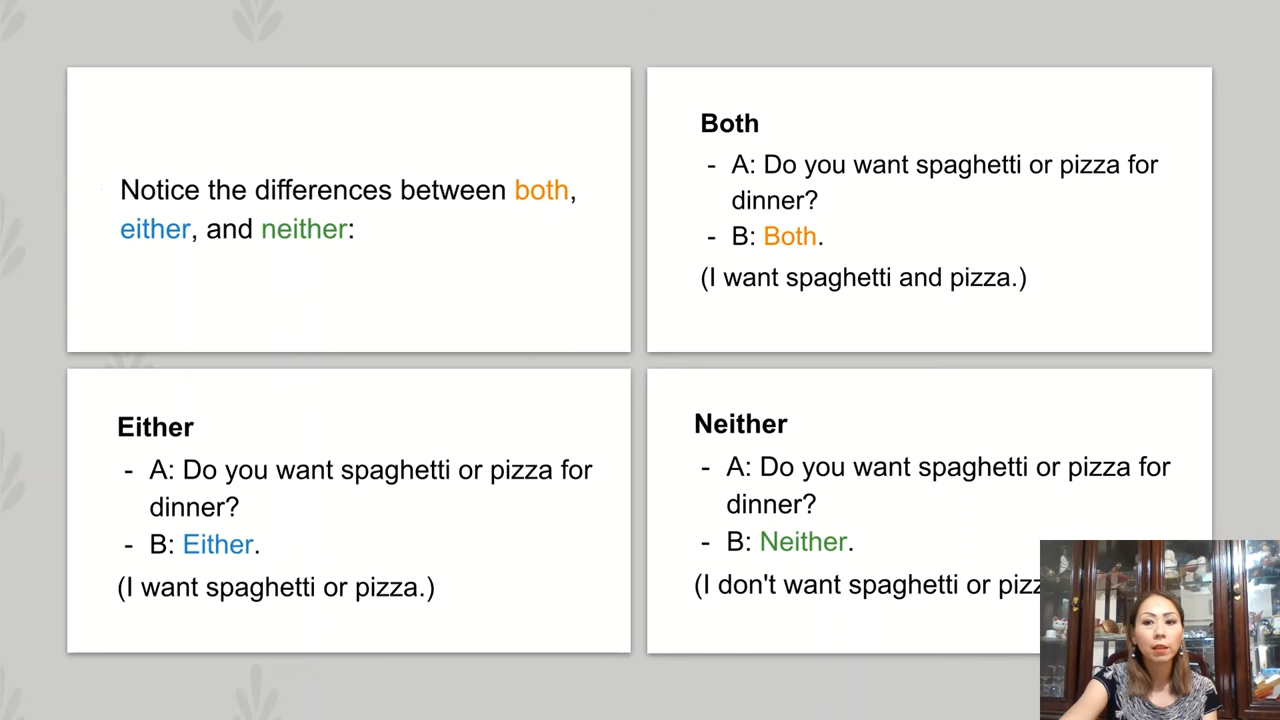 Notice the differences between both,
either, and neither:
Both
- A: Do you want spaghetti or pizza for
dinner?
- B: Both.
(I want spaghetti and pizza.)
Either
- A: Do you want spaghetti or pizza for
dinner?
- B: Either.
(I want spaghetti or pizza.)
Neither
- A: Do you want spaghetti or pizza for
dinner?
- B: Neither.
(I don't want spaghetti or